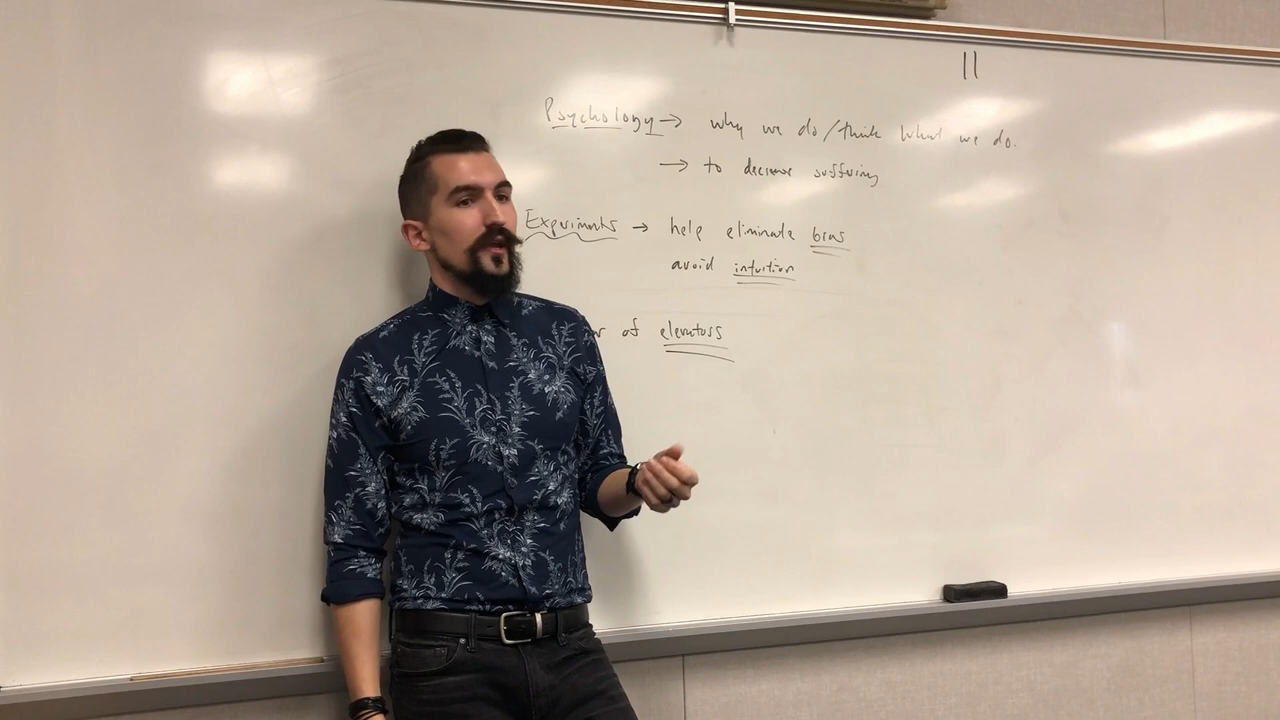 11
Psychology → why we do/think what we do.
→ to decrease suffering
Experiments → help eliminate bias
avoid intuition
of elevators